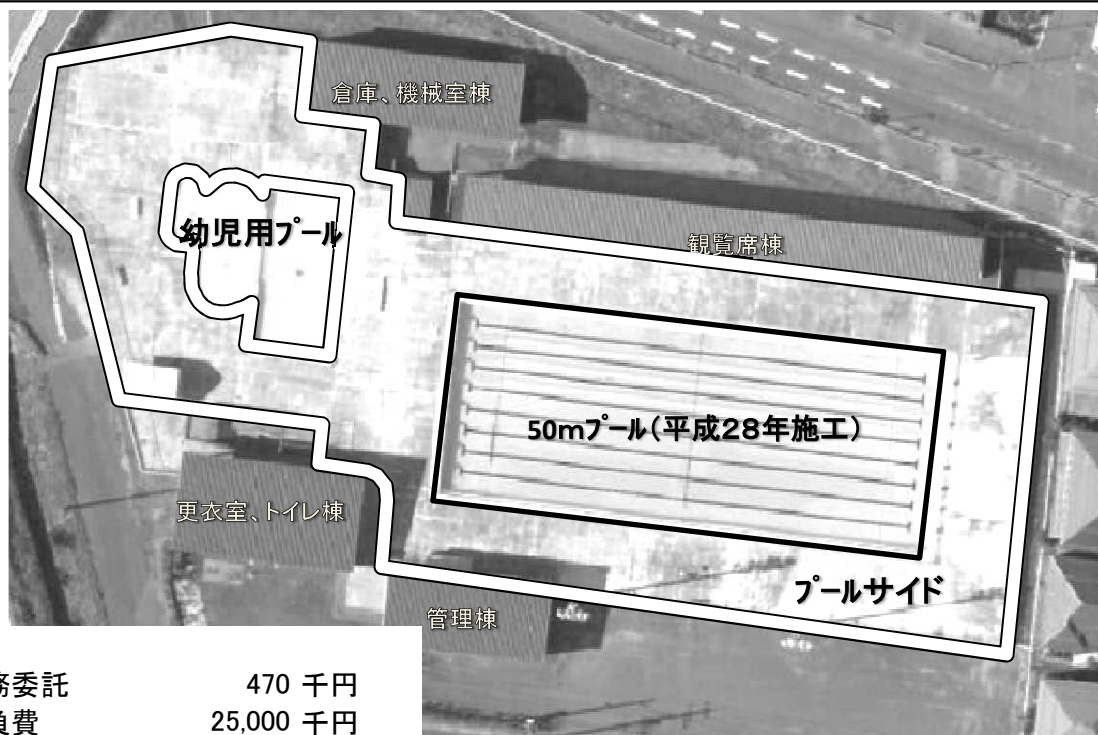 倉庫、機械室棟
幼児用プール
観覧席棟
50mプール(平成28年施工)
更衣室、トイレ棟
プールサイド
管理棟
務委託 470 千円
負費 25,000 千円